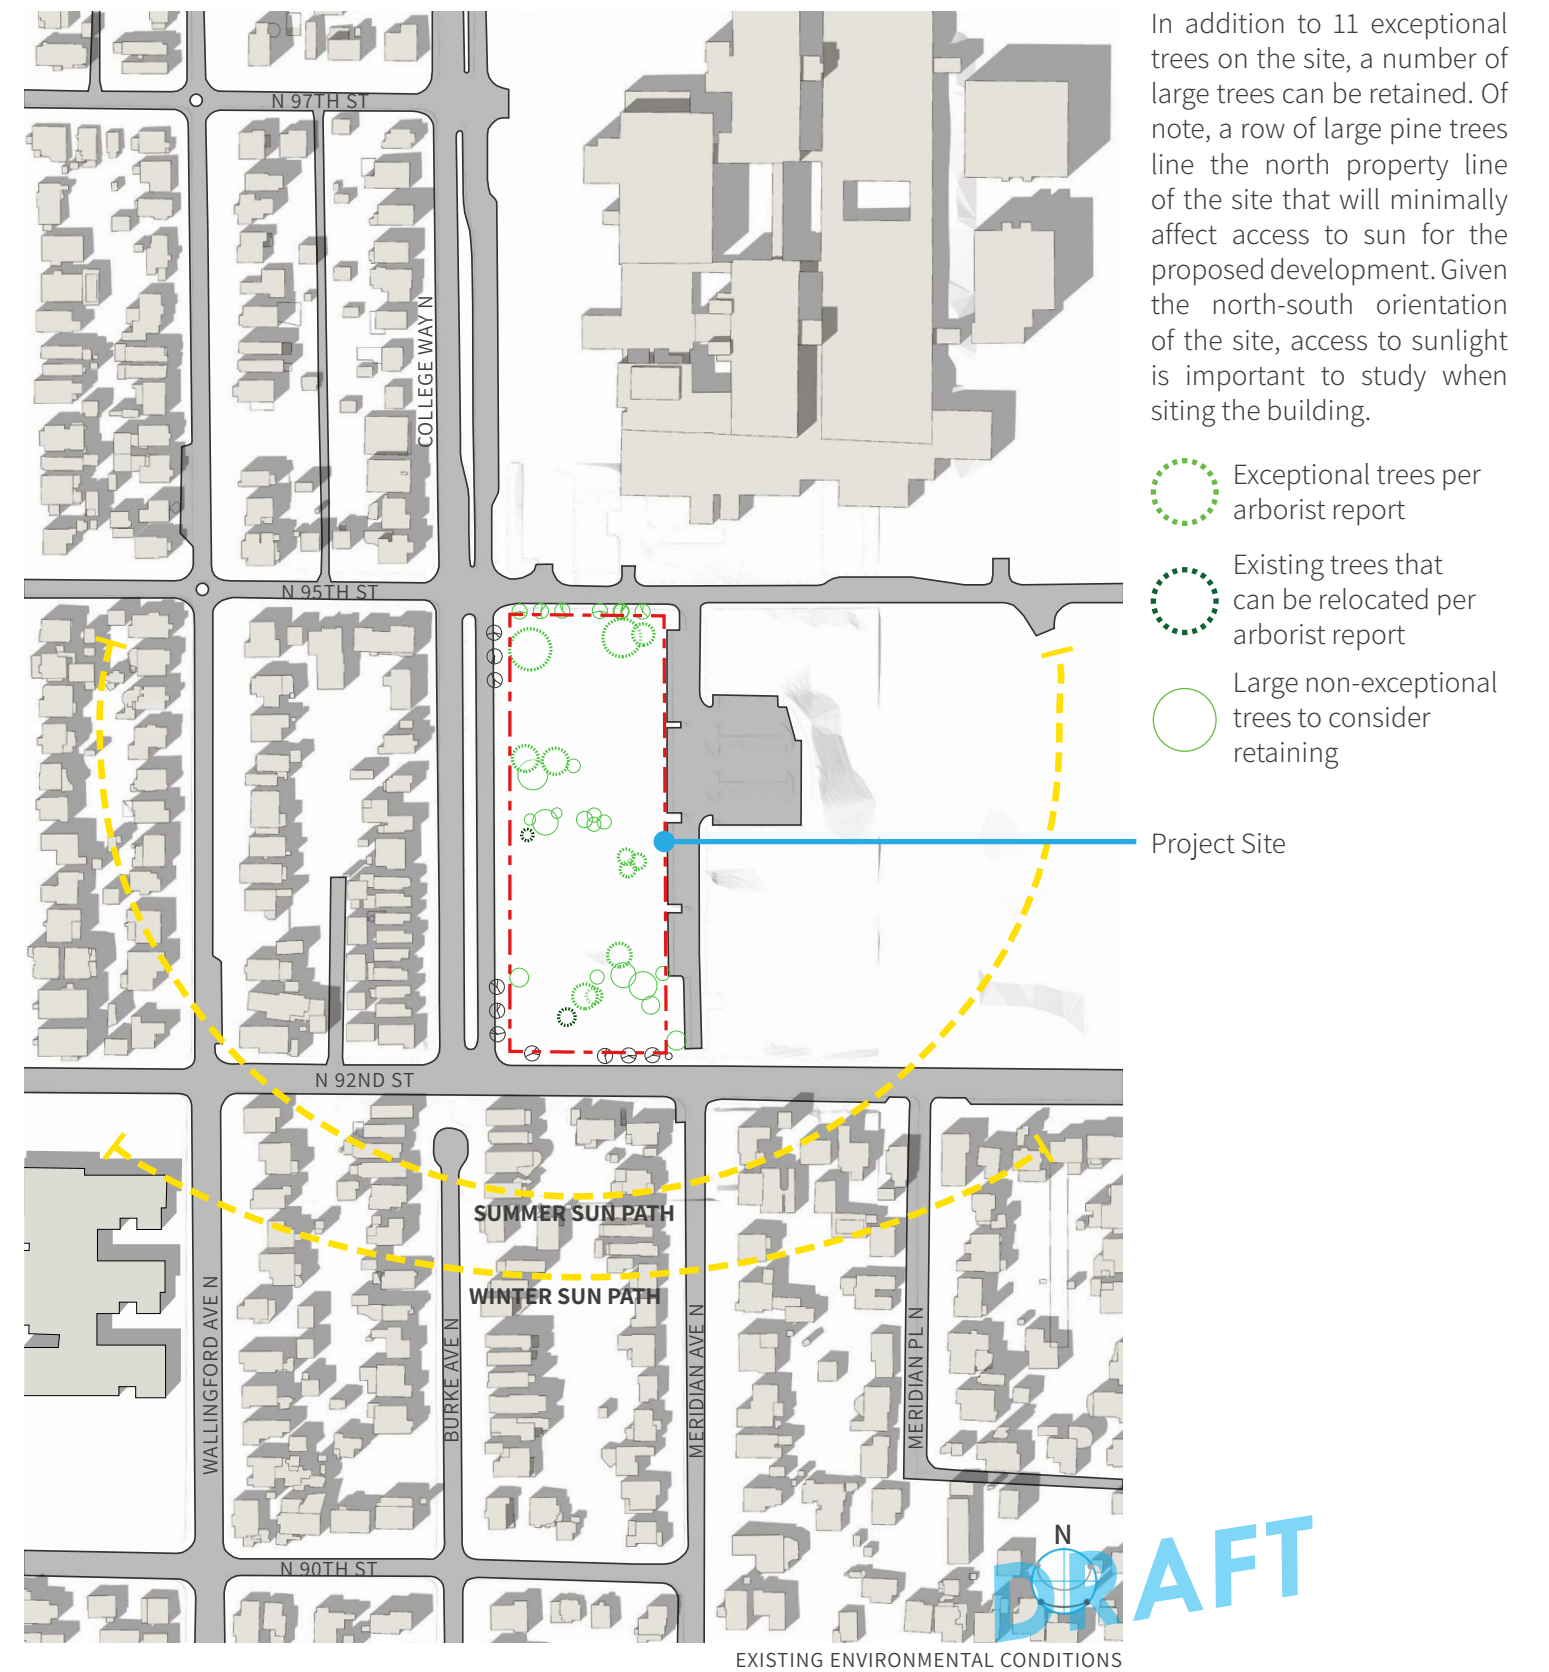 In addition to 11 exceptional
trees on the site, a number of
large trees can be retained. Of
note, a row of large pine trees
line the north property line
of the site that will minimally
affect access to sun for the
proposed development. Given
the north-south orientation
of the site, access to sunlight
is important to study when
siting the building.
Exceptional trees per
arborist report
Existing trees that
can be relocated per
arborist report
Large non-exceptional
trees to consider
retaining
Project Site
N 97TH ST
COLLEGE WAY N
N 95TH ST
N 92ND ST
SUMMER SUN PATH
WINTER SUN PATH
WALLINGFORD AVE N
BURKE AVE N
MERIDIAN AVE N
MERIDIAN PL N
N 90TH ST
N
DRAFT
EXISTING ENVIRONMENTAL CONDITIONS